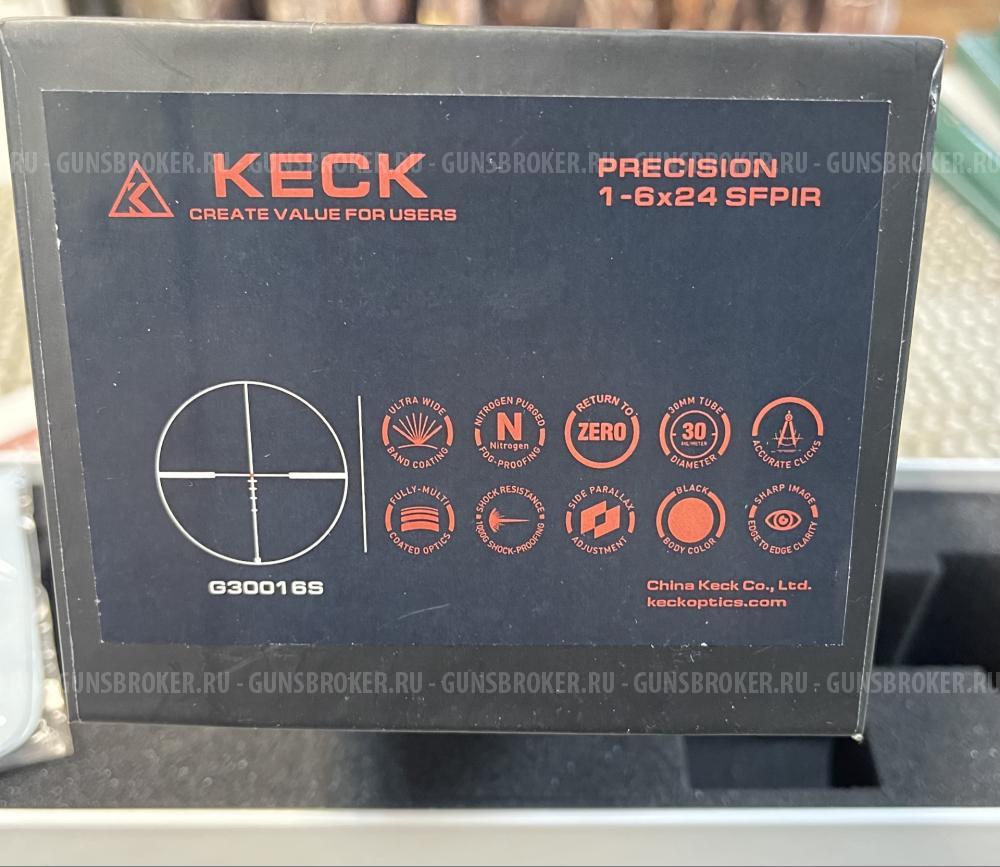 RU - GUNSBROKER.RU - GUNSBROKER.RU - GUNSBROKER.RU - GUNSBROKER.RU - GUNSBROKER.RU
KECK
CREATE VALUE FOR USERS
PRECISION
1-6x24 SFPIR
ULTRA WIDE
BAND COATING
NITROGEN PURGED
N
Nitrogen
FOG-PROOFING
RETURN TO
ZERO
30MM TUBE
30
DIAMETER
ACCURATE CLICKS
FULLY-MULTI
COATED OPTICS
SHOCK RESISTANCE
1000G SHOCK-PROOFING
SIDE PARALLAX
ADJUSTMENT
BLACK
BODY COLOR
SHARP IMAGE
EDGE TO EDGE CLARITY
G30016S
China Keck Co., Ltd.
keckoptics.com
GUNSBROKER.RU - GUNSBROKER.RU - GUNSBROKER.RU - GUNSBROKER.RU - GUNSBROKER.RU